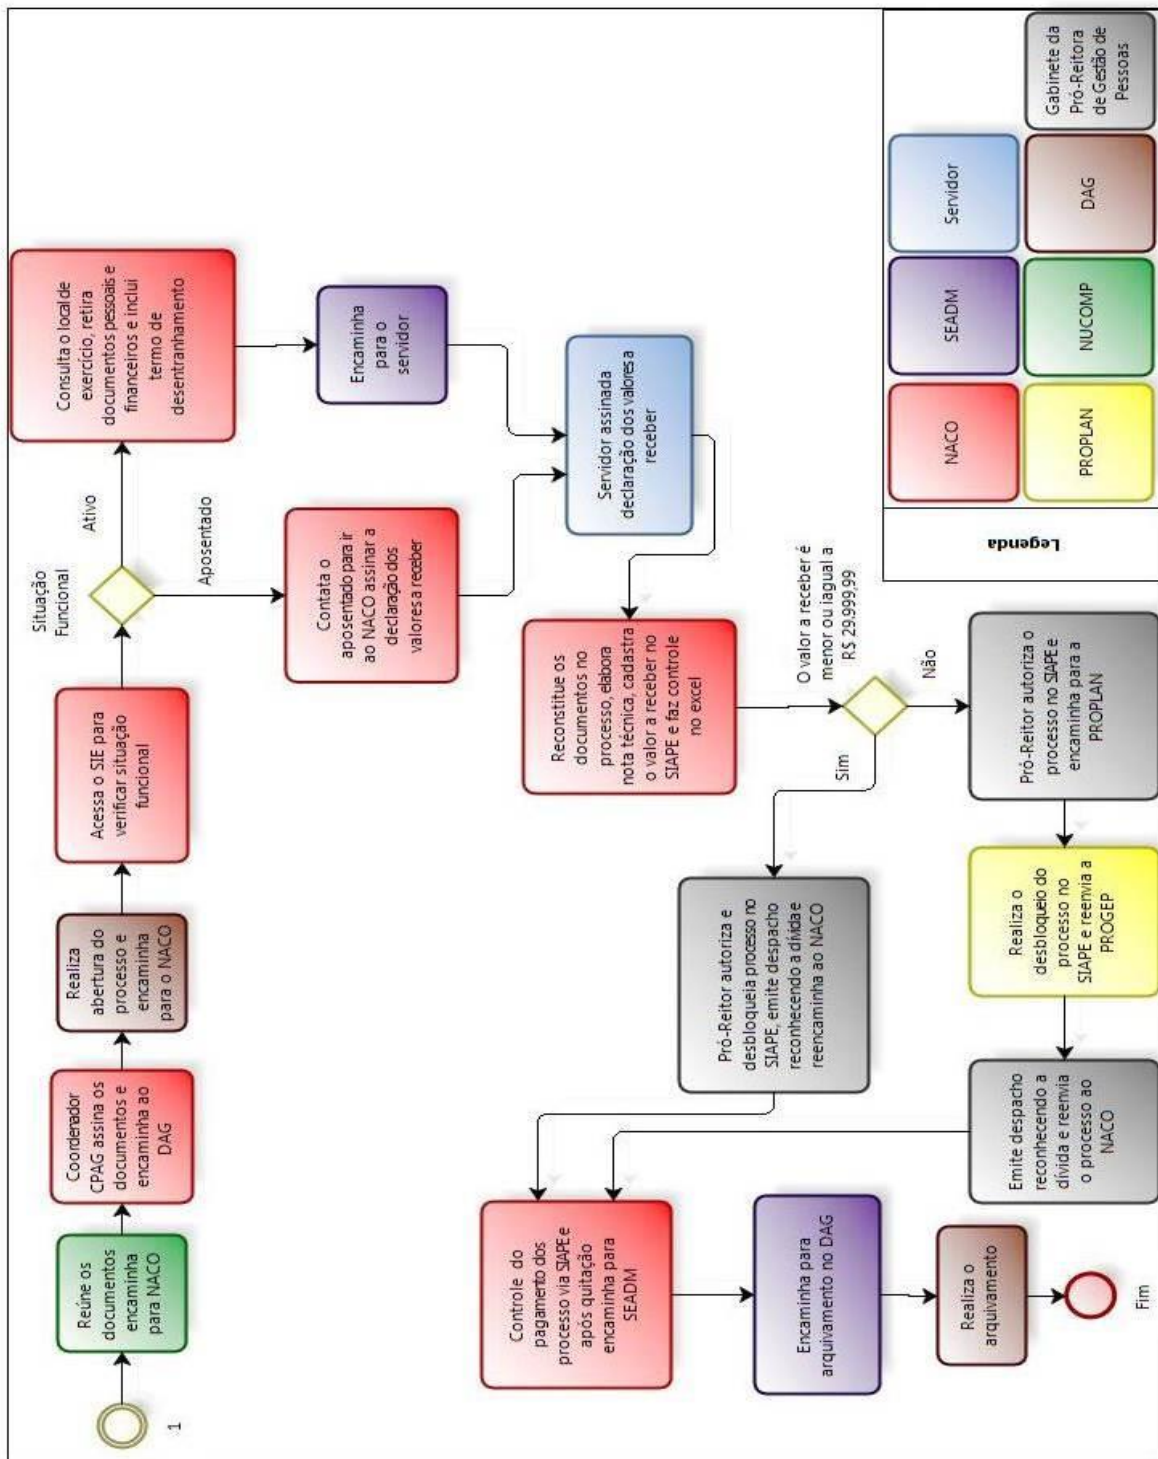 1
Reúne os
documentos e
encaminha
para NACO
Coordenador
CPAG assina os
documentos e
encaminha ao
DAG
Realiza
abertura do
processo e
encaminha
para o NACO
Acessa o SIE para
verificar situação
funcional
Situação
Funcional
Ativo
Aposentado
Consulta o local de
exercício, retira
documentos pessoais e
financeiros e inclui
termo de
desentranhamento
Encaminha
para o
servidor
Contata o
aposentado para ir
ao NACO assinar a
declaração dos
valores a receber
Servidor assinada
declaração dos valores a
receber
Reconstitue os
documentos no
processo, elabora
nota técnica, cadastra
o valor a receber no
SIAPE e faz controle
no excel
O valor a receber é
menor ou iagual a
R$ 29.999,99
Sim
Não
Pró-Reitor autoriza e
desbloqueia processo no
SIAPE, emite despacho
reconhecendo a dívida e
reencaminha ao NACO
Pró-Reitor autoriza o
processo no SIAPE e
encaminha para a
PROPLAN
Realiza o
desbloqueio do
processo no
SIAPE e reenvia a
PROGEP
Emite despacho
reconhecendo a
dívida e reenvia
o processo ao
NACO
Controle do
pagamento dos
processo via SIAPE e
após quitação
encaminha para
SEADM
Encaminha para
arquivamento no DAG
Realiza o
arquivamento
Fim
Legenda
NACO
SEADM
Servidor
PROPLAN
NUCOMP
DAG
Gabinete da
Pró-Reitora
de Gestão de
Pessoas